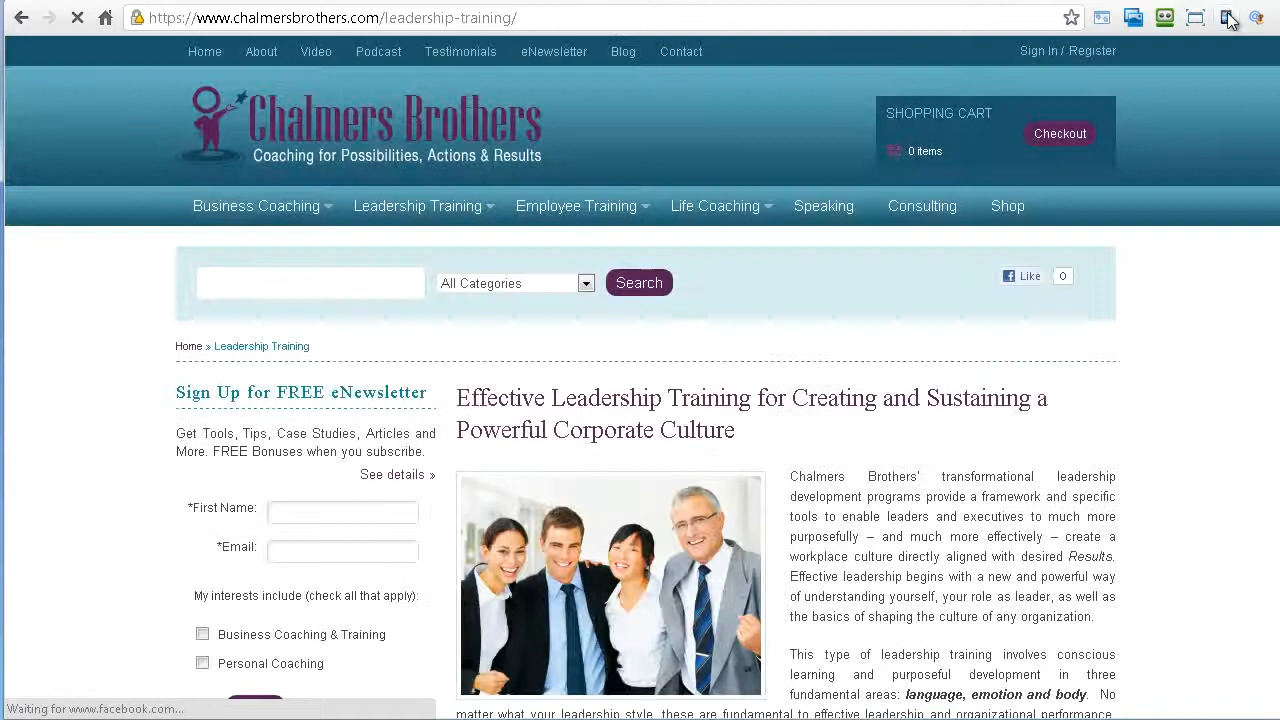 https://www.chalmersbrothers.com/leadership-training/
Home About Video Podcast Testimonials eNewsletter Blog Contact Sign In / Register
Chalmers Brothers
Coaching for Possibilities, Actions & Results
SHOPPING CART
Checkout
0 items
Business Coaching Leadership Training Employee Training Life Coaching Speaking Consulting Shop
All Categories Search Like 0
Home » Leadership Training
Sign Up for FREE eNewsletter
Get Tools, Tips, Case Studies, Articles and
More. FREE Bonuses when you subscribe.
See details »
*First Name:
*Email:
My interests include (check all that apply):
Business Coaching & Training
Personal Coaching
Effective Leadership Training for Creating and Sustaining a
Powerful Corporate Culture
Chalmers Brothers' transformational leadership
development programs provide a framework and specific
tools to enable leaders and executives to much more
purposefully – and much more effectively – create a
workplace culture directly aligned with desired Results.
Effective leadership begins with a new and powerful way
of understanding yourself, your role as leader, as well as
the basics of shaping the culture of any organization.
This type of leadership training involves conscious
learning and purposeful development in three
fundamental areas: language, emotion and body. No
matter what your leadership style, these are fundamental to effective leadership and organizational performance.
Waiting for www.facebook.com...